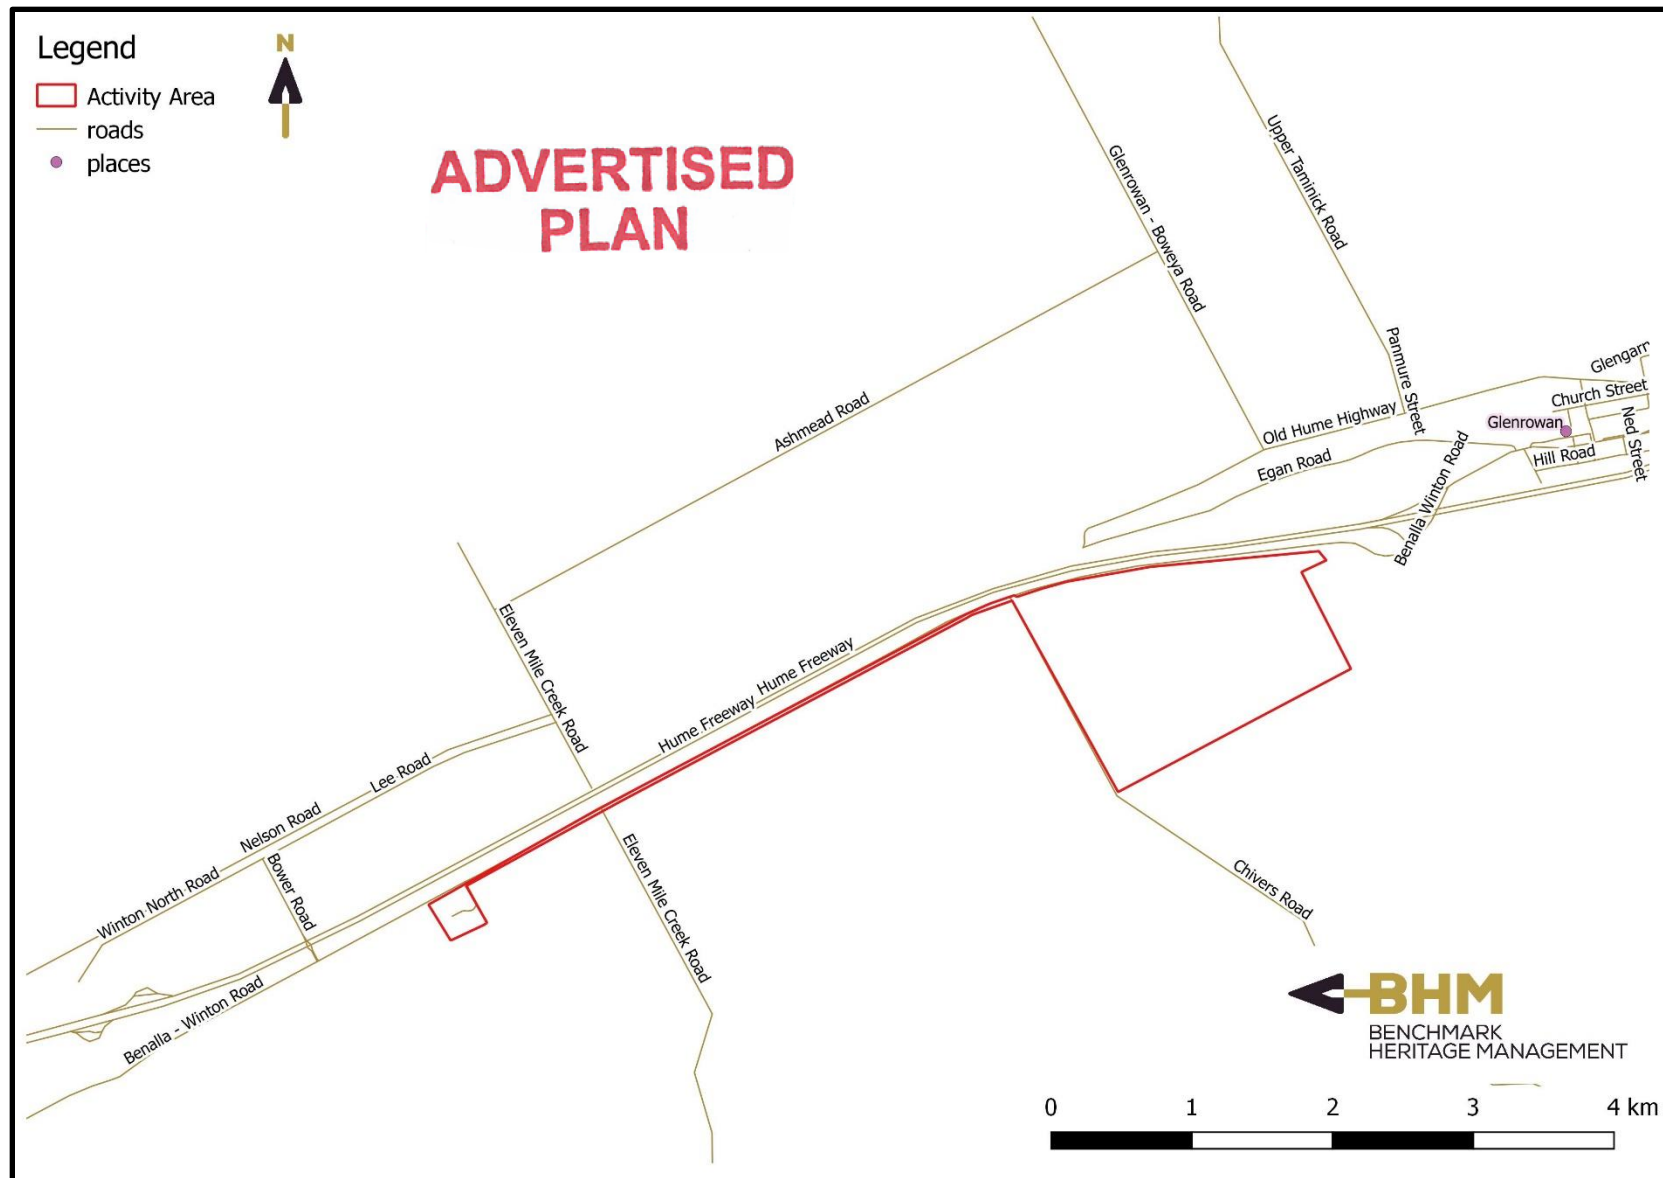 Legend
N
Activity Area
roads
places
ADVERTISED
PLAN
Glenrowan - Boweya Road
Upper Taminick Road
Panmure Street
Glengarr
Church Street
Old Hume Highway
Glenrowan
Ned Street
Hill Road
Egan Road
Benalla Winton Road
Ashmead Road
Eleven Mile Creek Road
Hume Freeway
Hume Freeway
Lee Road
Nelson Road
Winton North Road
Bower Road
Eleven Mile Creek Road
Chivers Road
Benalla - Winton Road
BHM
BENCHMARK
HERITAGE MANAGEMENT
0 1 2 3 4 km